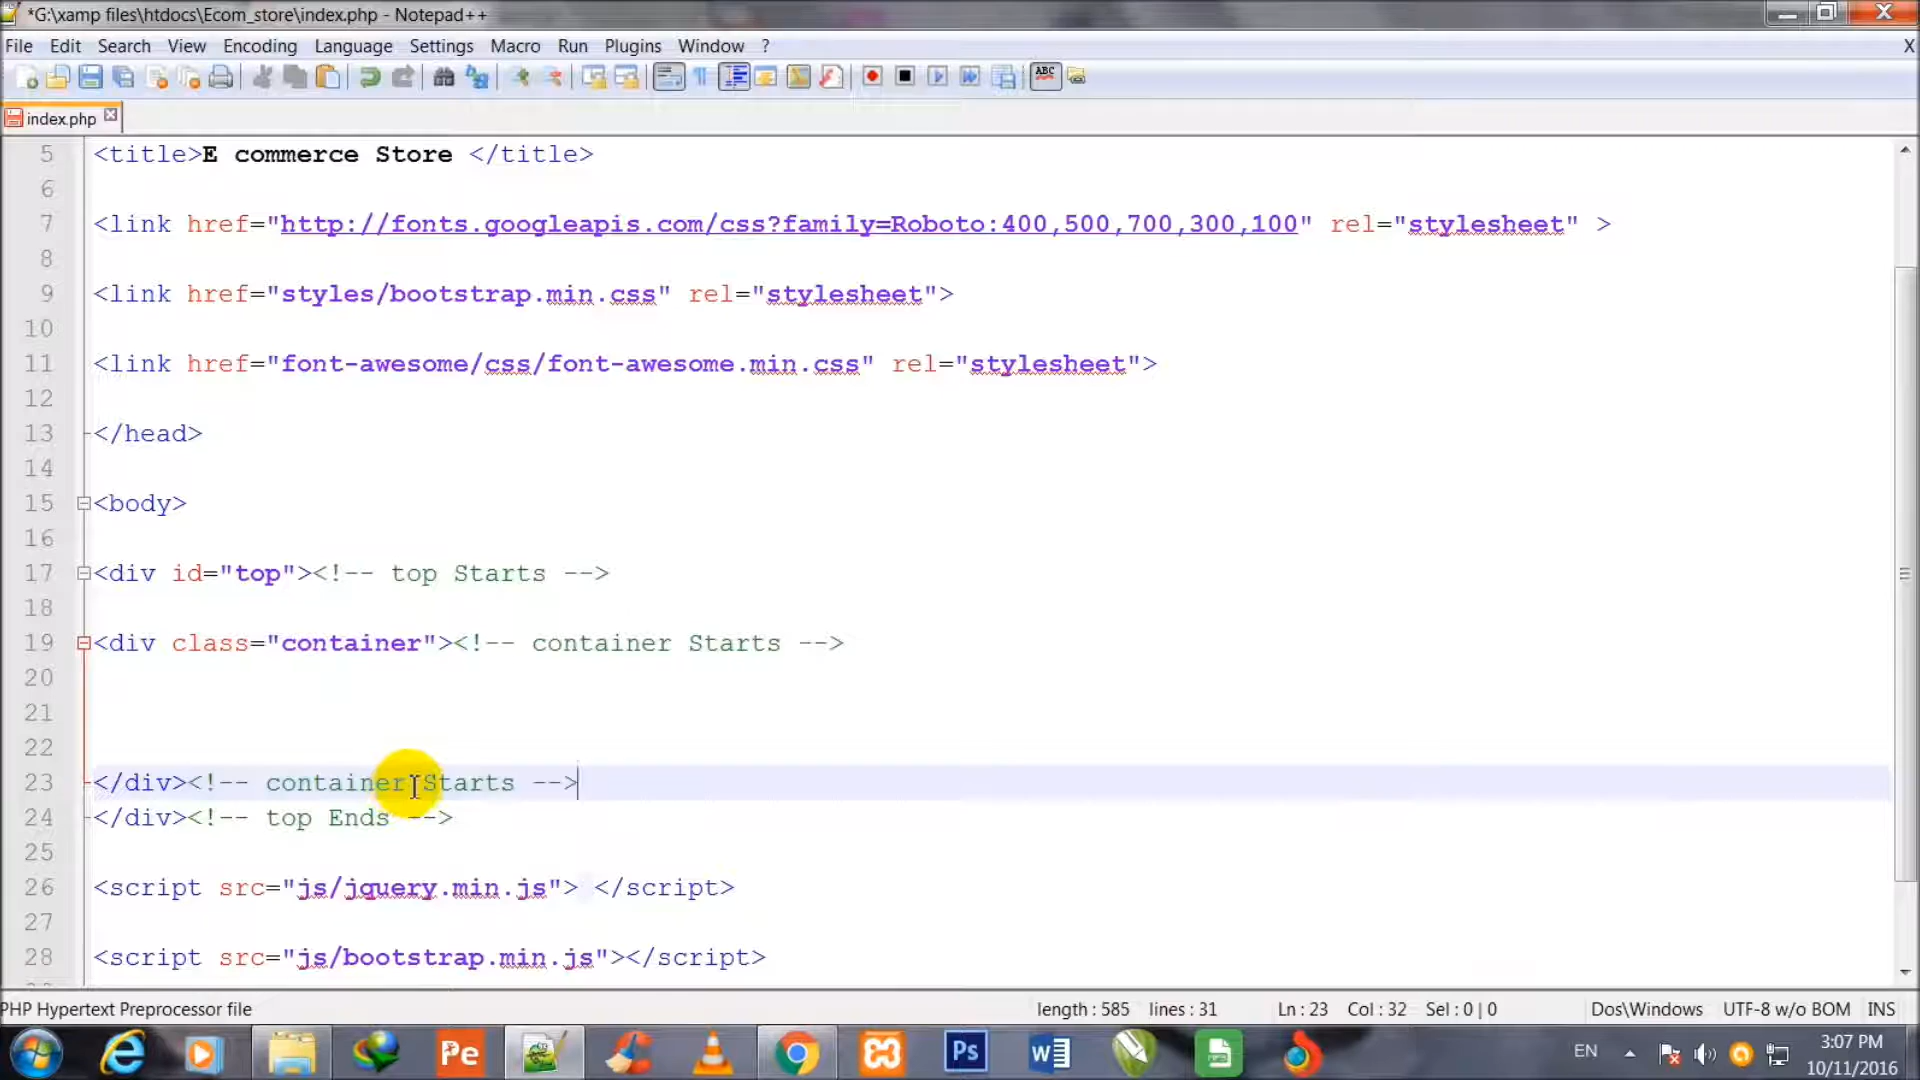 *G:\xamp files\htdocs\Ecom_store\index.php - Notepad++
File Edit Search View Encoding Language Settings Macro Run Plugins Window ? X
ABC
index.php
5 <title>E commerce Store </title>
6
7 <link href="http://fonts.googleapis.com/css?family=Roboto:400,500,700,300,100" rel="stylesheet" >
8
9 <link href="styles/bootstrap.min.css" rel="stylesheet">
10
11 <link href="font-awesome/css/font-awesome.min.css" rel="stylesheet">
12
13 </head>
14
15 <body>
16
17 <div id="top"><!-- top Starts -->
18
19 <div class="container"><!-- container Starts -->
20
21
22
23 </div><!-- container Starts -->
24 </div><!-- top Ends -->
25
26 <script src="js/jquery.min.js"> </script>
27
28 <script src="js/bootstrap.min.js"></script>
PHP Hypertext Preprocessor file length : 585 lines : 31 Ln : 23 Col : 32 Sel : 0 | 0 Dos\Windows UTF-8 w/o BOM INS
Pe Ps W EN 3:07 PM
10/11/2016